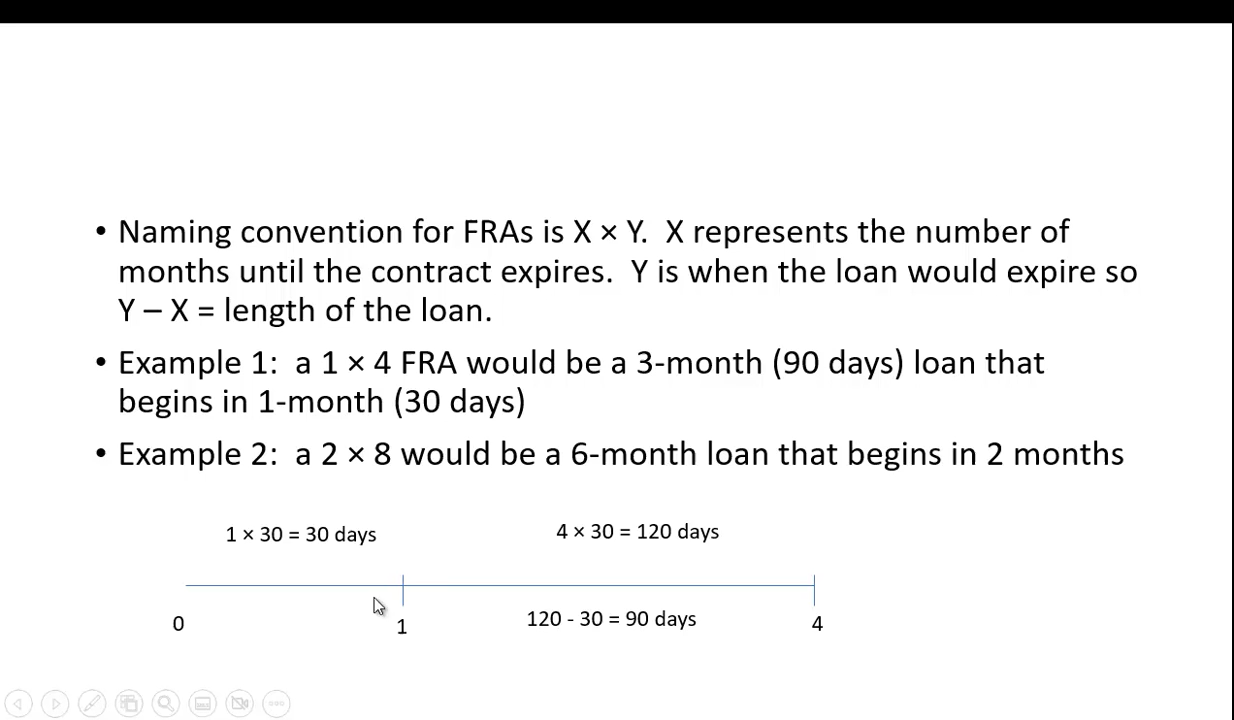 • Naming convention for FRAs is X × Y.  X represents the number of
months until the contract expires.  Y is when the loan would expire so
Y – X = length of the loan.
• Example 1:  a 1 × 4 FRA would be a 3-month (90 days) loan that
begins in 1-month (30 days)
• Example 2:  a 2 × 8 would be a 6-month loan that begins in 2 months
1 × 30 = 30 days
4 × 30 = 120 days
0
1
120 - 30 = 90 days
4